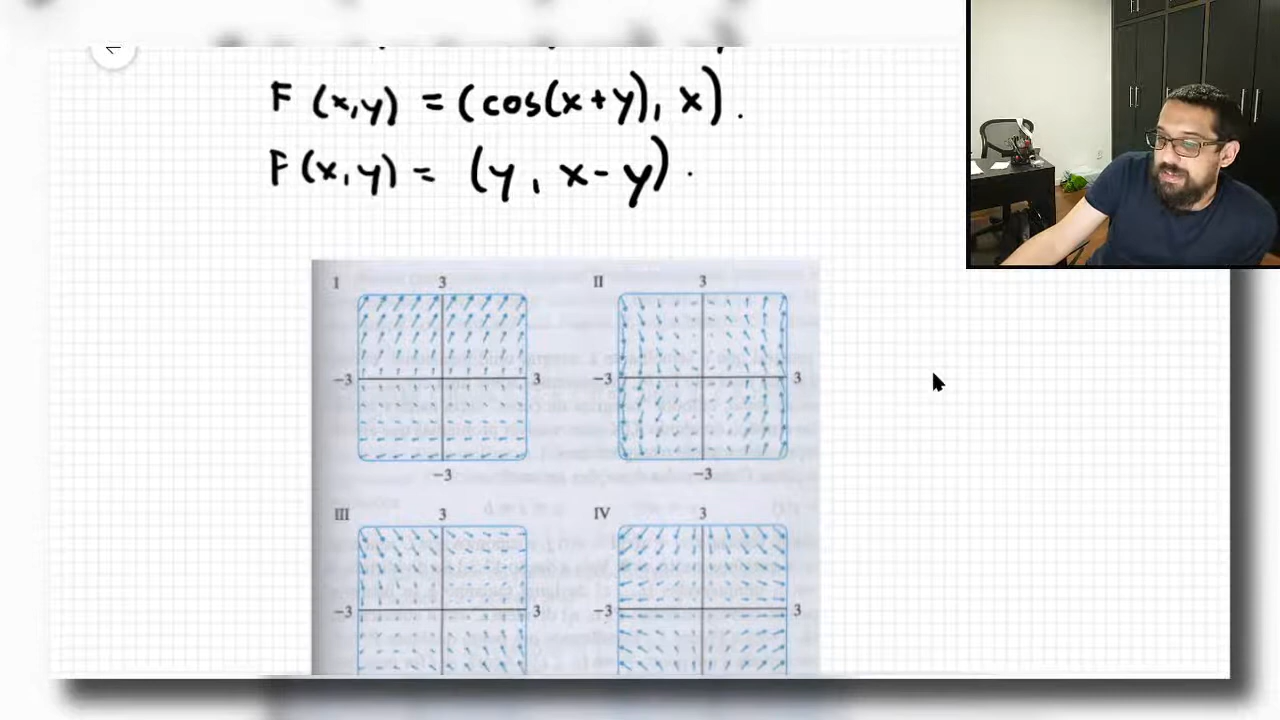 F(x,y) = (cos(x+y), x).
F(x,y) = (y, x-y).
I 3 II 3
-3 3 -3 3
-3 -3
III 3 IV 3
-3 3 -3 3